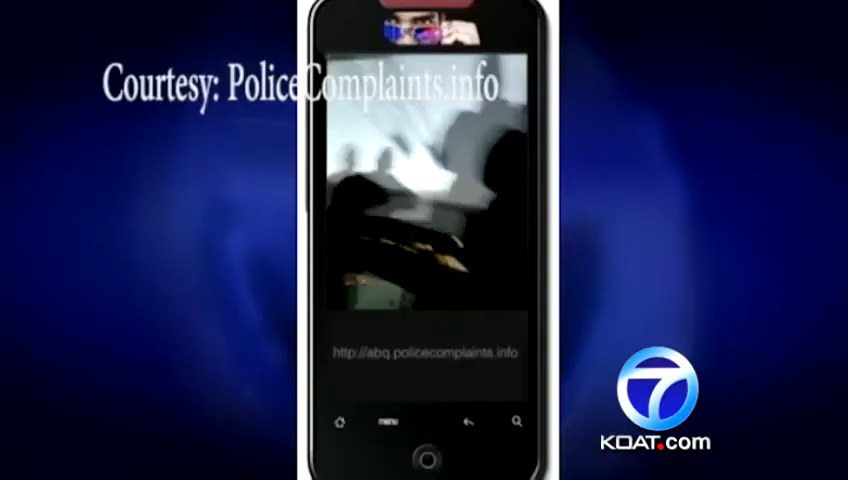 Courtesy: PoliceComplaints.info
http://abq.policecomplaints.info
menu
7
KOAT.com